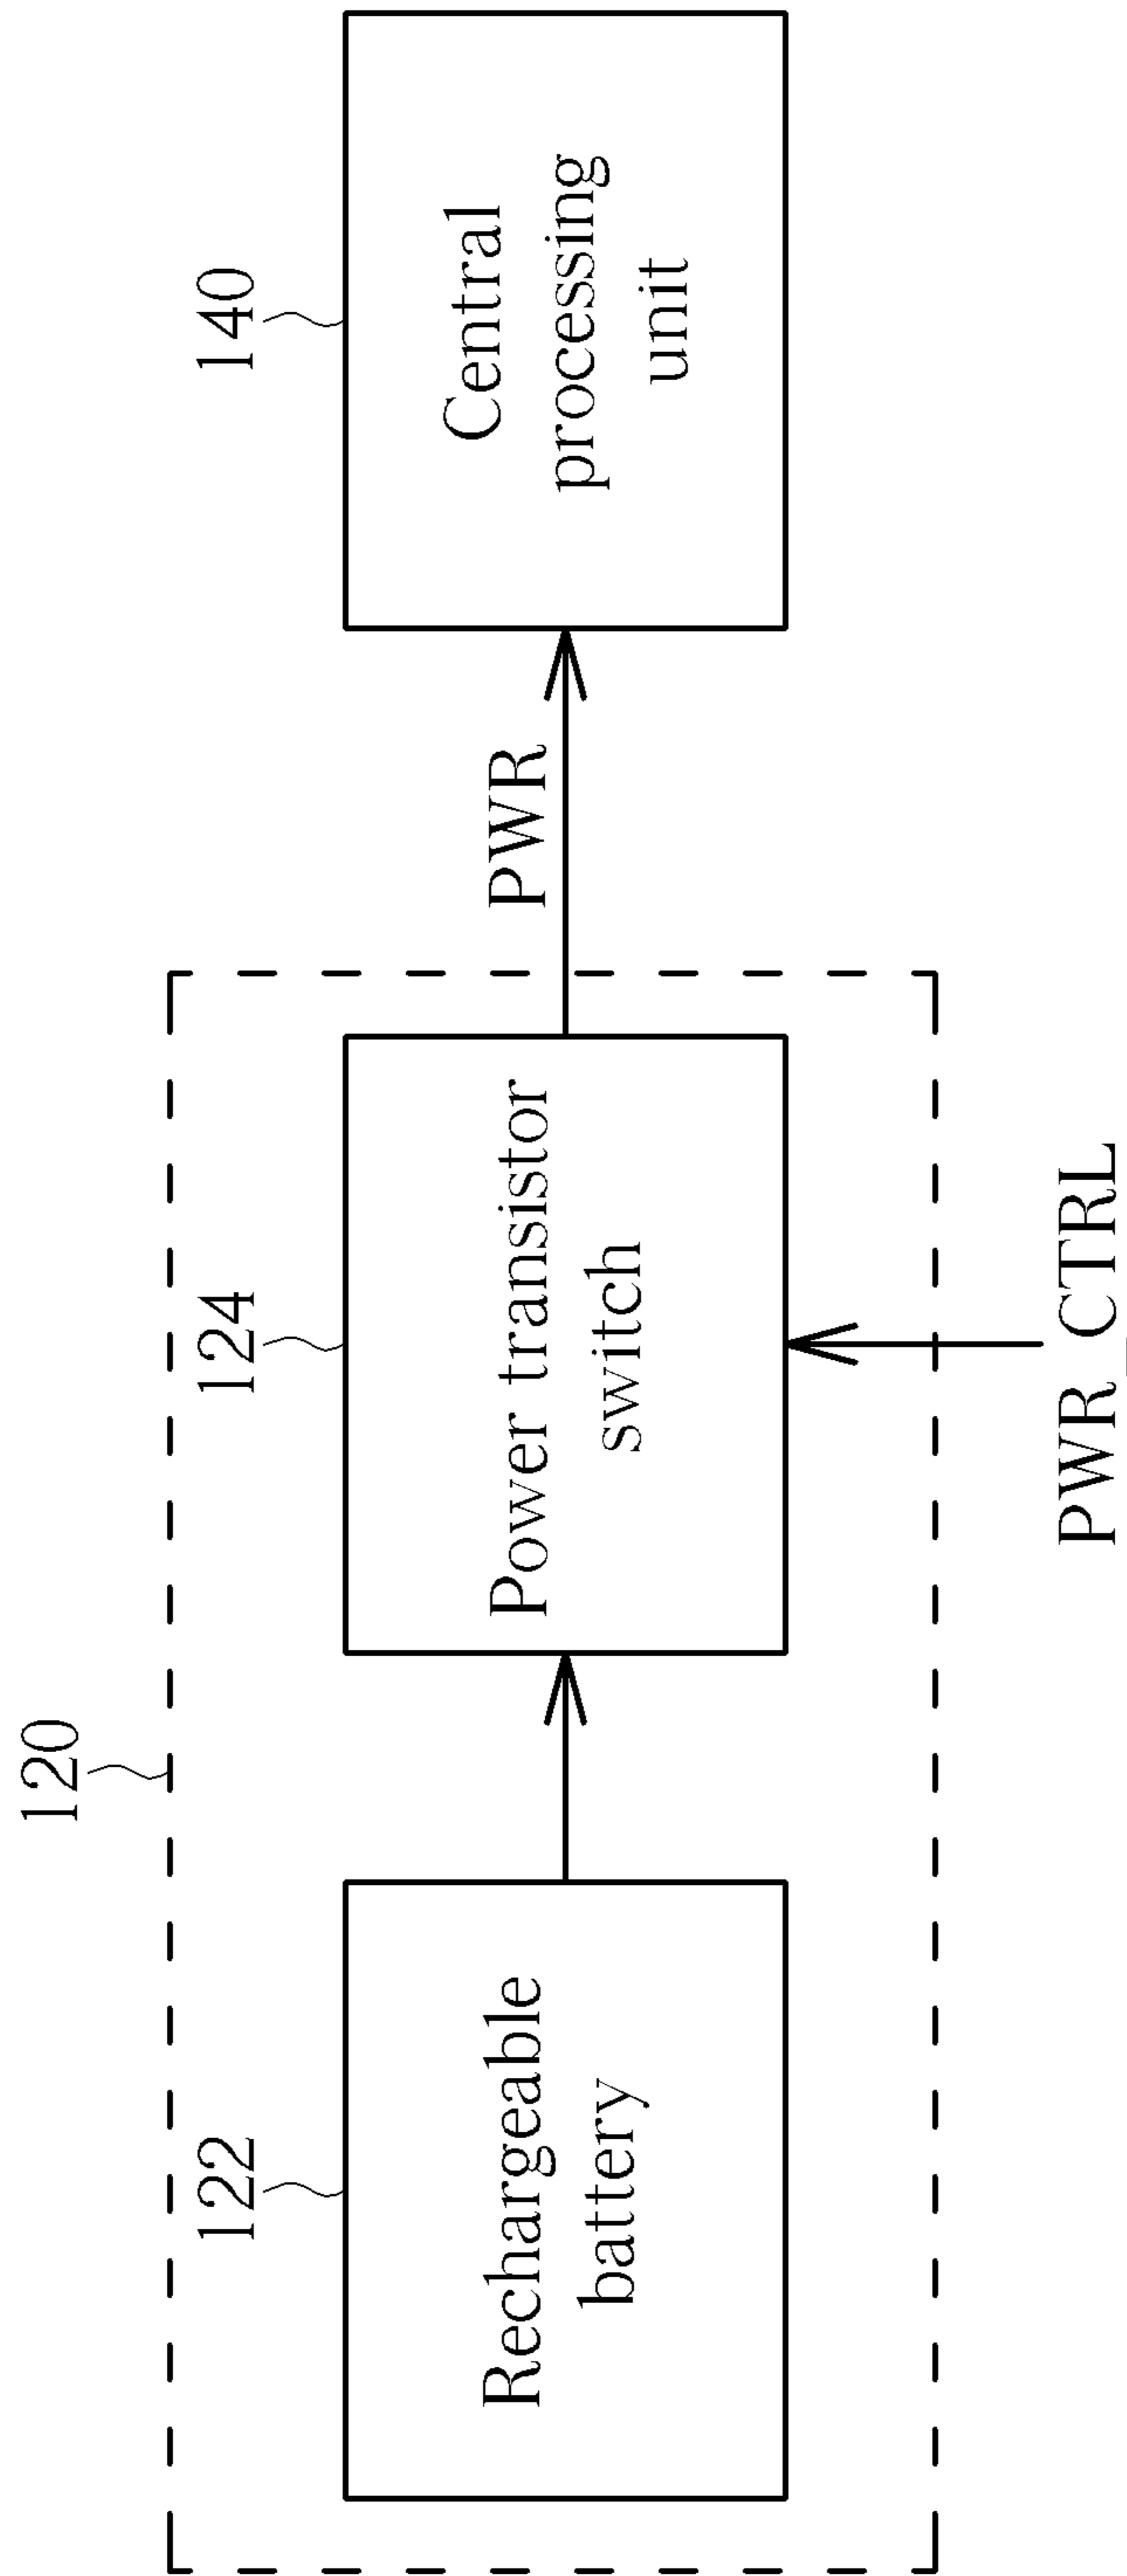 120
122
124
140
Rechargeable
battery
Power transistor
switch
PWR
Central
processing
unit
PWR_CTRL